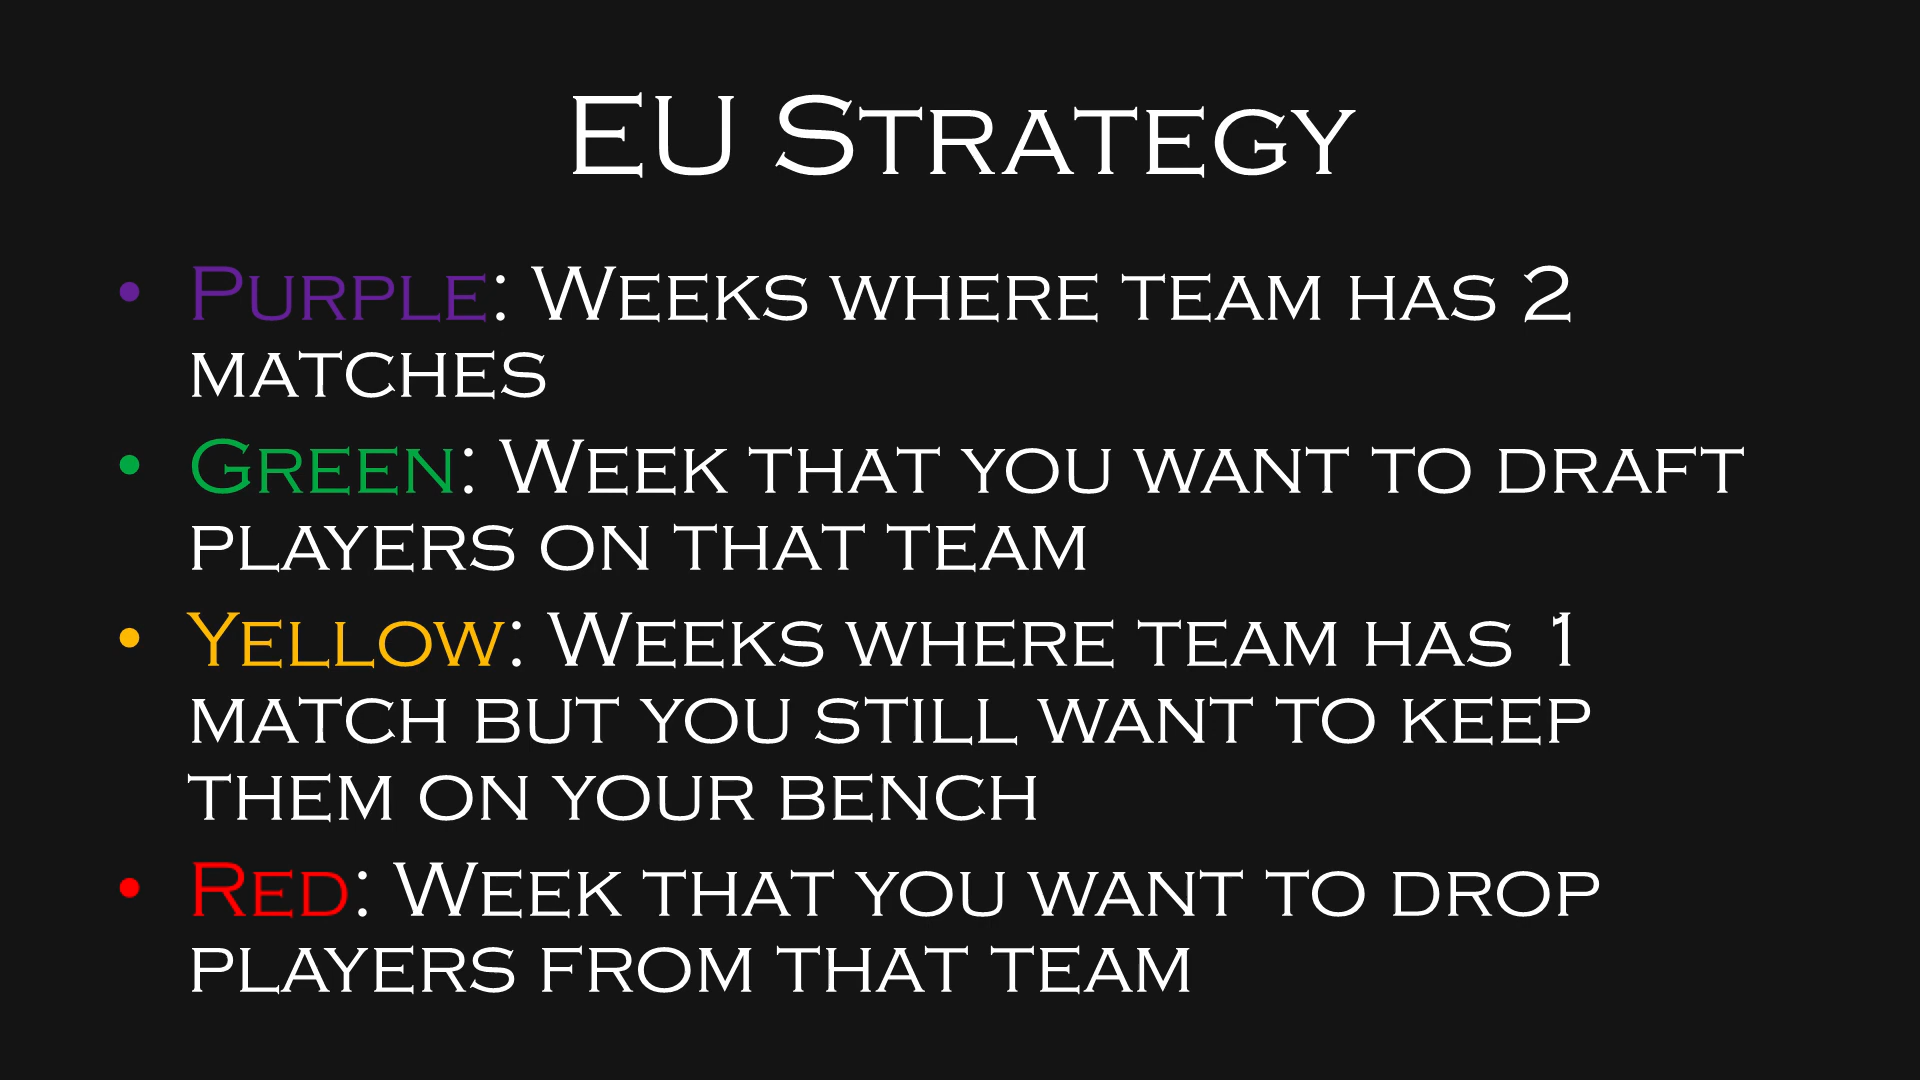 EU Strategy
• Purple: Weeks where team has 2
matches
• Green: Week that you want to draft
players on that team
• Yellow: Weeks where team has 1
match but you still want to keep
them on your bench
• Red: Week that you want to drop
players from that team